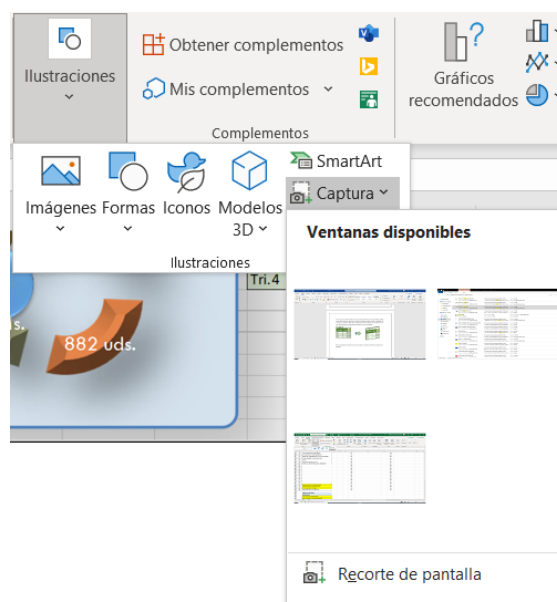 Ilustraciones
Obtener complementos
Mis complementos
Complementos
?
Gráficos
recomendados
Imágenes Formas Iconos Modelos
3D
SmartArt
Captura
Ilustraciones
Ventanas disponibles
Tri.4
s.
882 uds.
Recorte de pantalla